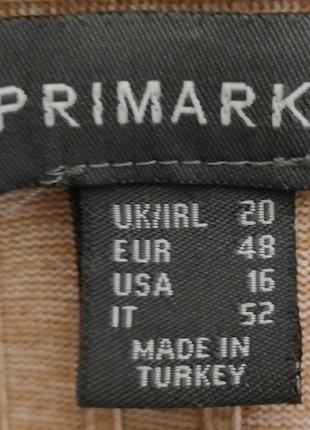 PRIMARK
UK/IRL 20
EUR 48
USA 16
IT 52
MADE IN
TURKEY